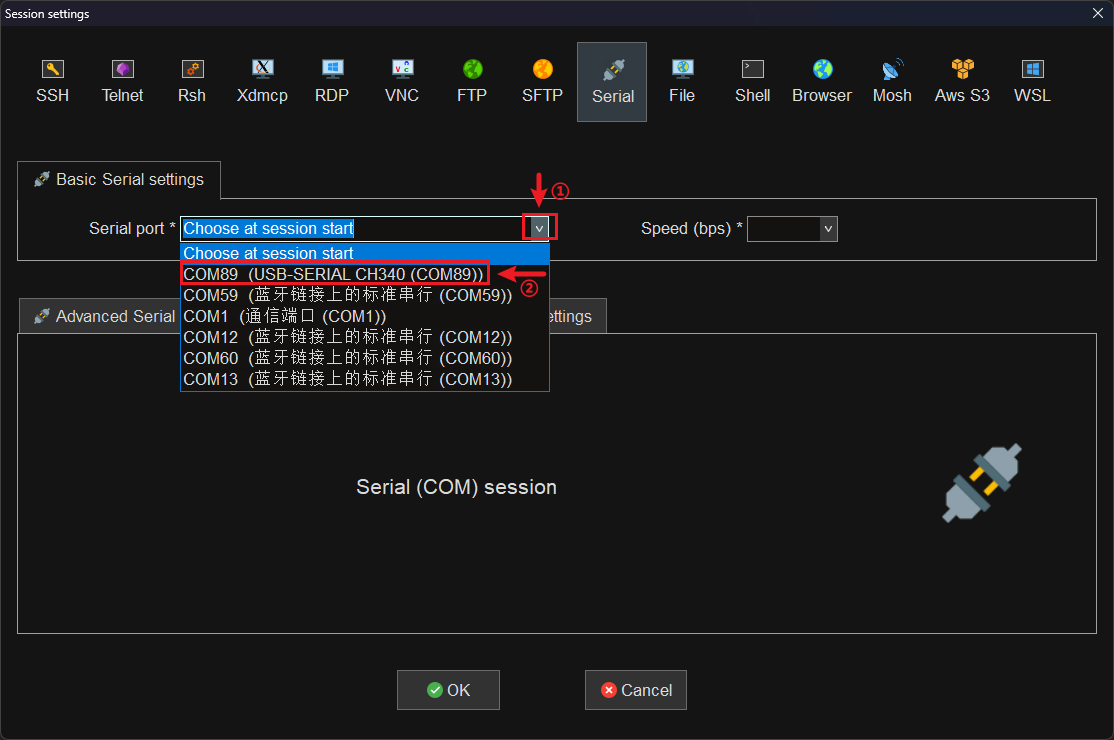 Session settings
SSH Telnet Rsh Xdmcp RDP VNC FTP SFTP Serial File Shell Browser Mosh Aws S3 WSL
Basic Serial settings
①
Serial port * Choose at session start Speed (bps) *
Choose at session start
COM89 (USB-SERIAL CH340 (COM89))
②
COM59 (蓝牙链接上的标准串行 (COM59))
COM1 (通信端口 (COM1))
Advanced Serial ettings
COM12 (蓝牙链接上的标准串行 (COM12))
COM60 (蓝牙链接上的标准串行 (COM60))
COM13 (蓝牙链接上的标准串行 (COM13))
Serial (COM) session
OK Cancel